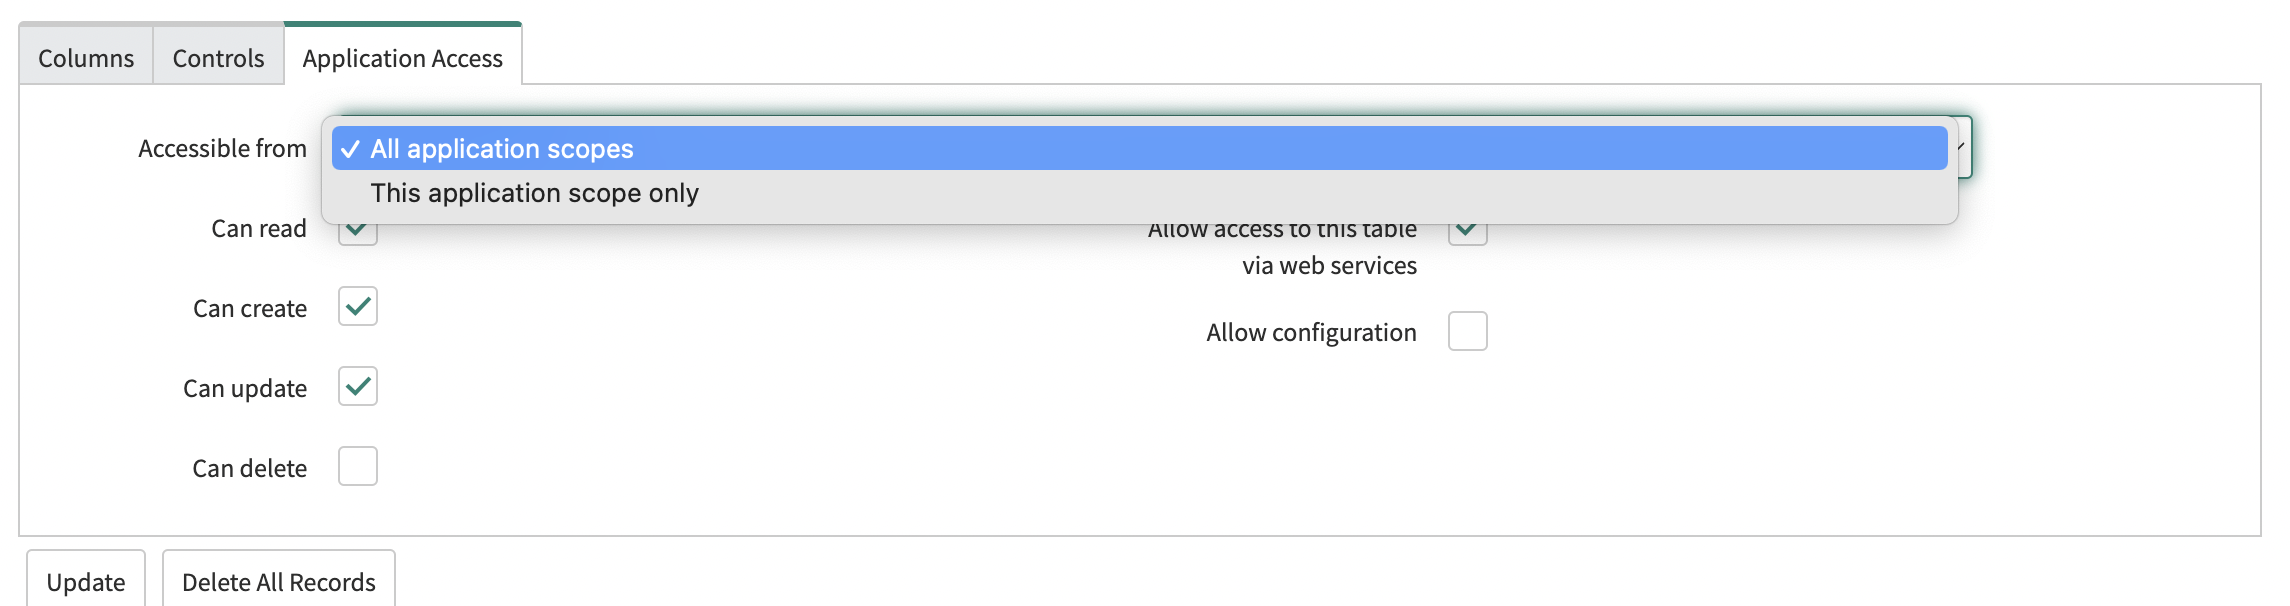 Columns
Controls
Application Access
Accessible from
All application scopes
This application scope only
Can read
Allow access to this table
via web services
Can create
Allow configuration
Can update
Can delete
Update
Delete All Records